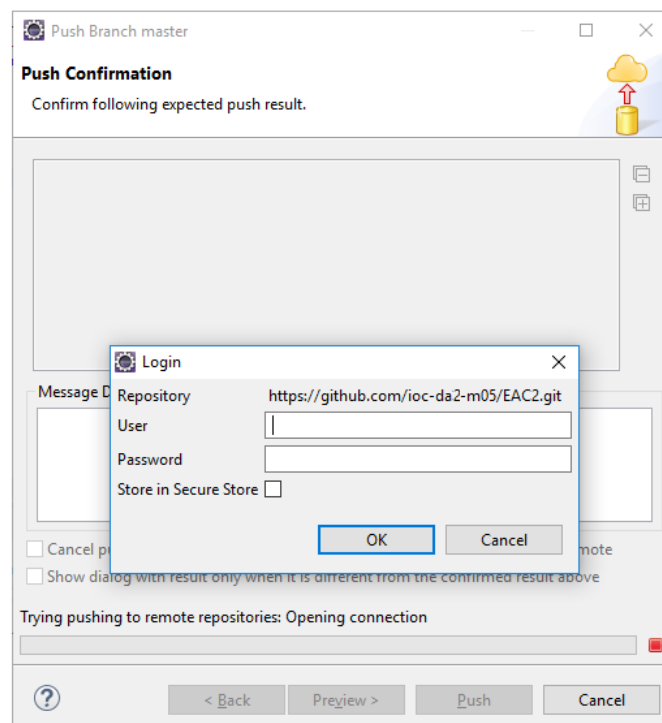 Push Branch master
Push Confirmation
Confirm following expected push result.
Login
Message D
Repository https://github.com/ioc-da2-m05/EAC2.git
User
Password
Store in Secure Store
OK Cancel
Cancel p mote
Show dialog with result only when it is different from the confirmed result above
Trying pushing to remote repositories: Opening connection
< Back Preview > Push Cancel